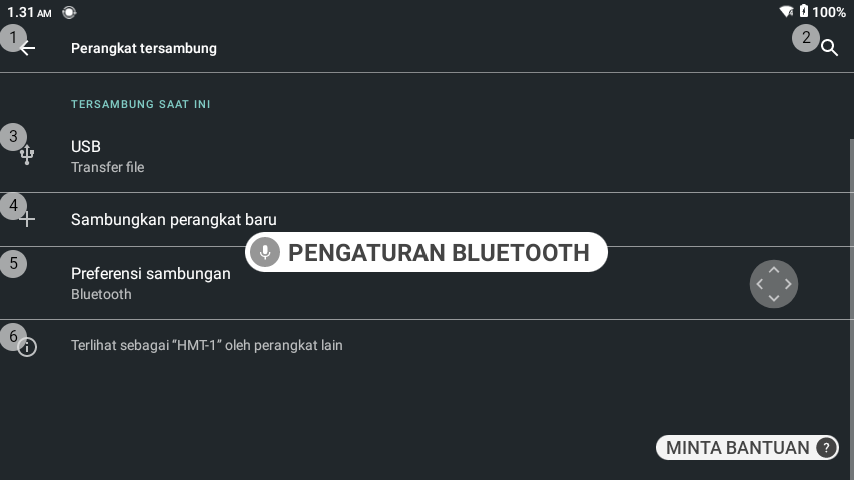 1.31 AM 100%
1 Perangkat tersambung 2
TERSAMBUNG SAAT INI
3 USB
Transfer file
4 Sambungkan perangkat baru
PENGATURAN BLUETOOTH
5 Preferensi sambungan
Bluetooth
6 Terlihat sebagai “HMT-1” oleh perangkat lain
MINTA BANTUAN ?